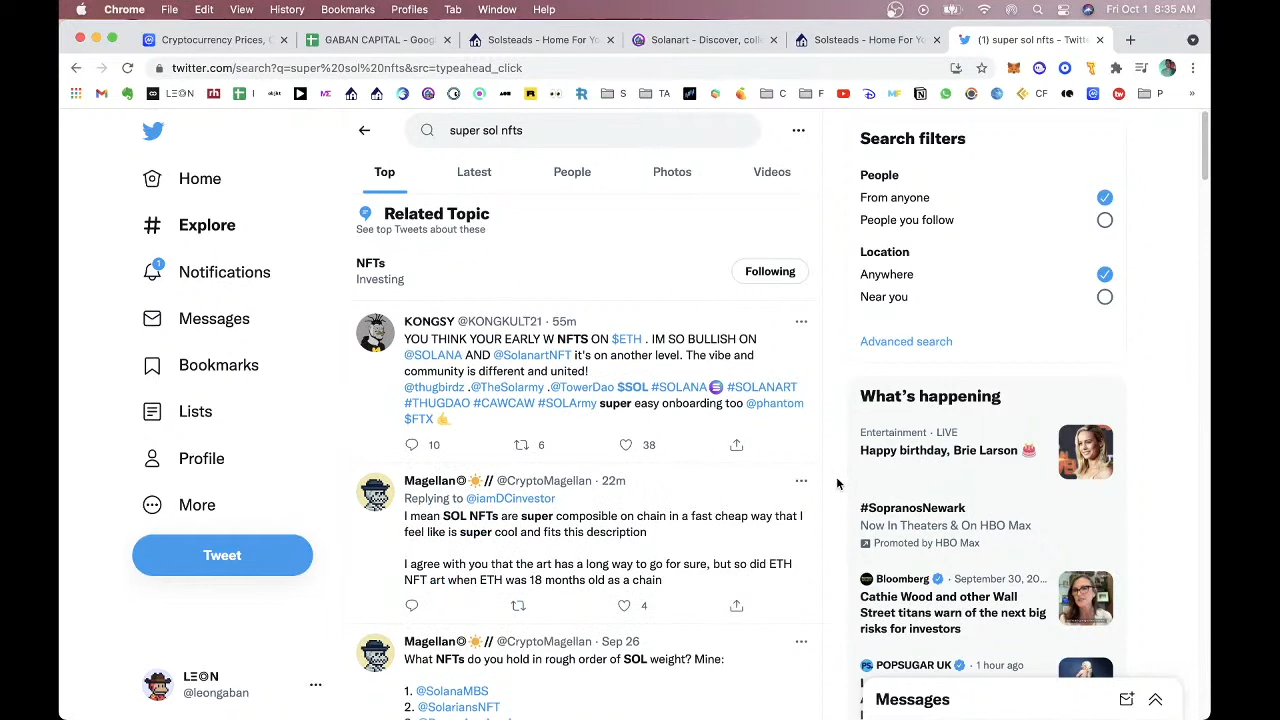 Chrome File Edit View History Bookmarks Profiles Tab Window Help Fri Oct 1 8:35 AM
Cryptocurrency Prices, C
GABAN CAPITAL - Googl
Solsteads - Home For Yo
Solanart - Discover, colle
Solsteads - Home For Yo
(1) super sol nfts - Twitte
twitter.com/search?q=super%20sol%20nfts&src=typeahead_click
S TA C F CF P »
super sol nfts
Home
Explore
1
Notifications
Messages
Bookmarks
Lists
Profile
More
Tweet
@leongaban
Top Latest People Photos Videos
Related Topic
See top Tweets about these
NFTs
Investing
Following
KONGSY @KONGKULT21 · 55m
YOU THINK YOUR EARLY W NFTS ON $ETH . IM SO BULLISH ON
@SOLANA AND @SolanartNFT it's on another level. The vibe and
community is different and united!
@thugbirdz .@TheSolarmy .@TowerDao $SOL #SOLANA #SOLANART
#THUGDAO #CAWCAW #SOLArmy super easy onboarding too @phantom
$FTX
10 6 38
Magellan // @CryptoMagellan · 22m
Replying to @iamDCinvestor
I mean SOL NFTs are super composible on chain in a fast cheap way that I
feel like is super cool and fits this description
I agree with you that the art has a long way to go for sure, but so did ETH
NFT art when ETH was 18 months old as a chain
4
Magellan // @CryptoMagellan · Sep 26
What NFTs do you hold in rough order of SOL weight? Mine:
1. @SolanaMBS
2. @SolariansNFT
Search filters
People
From anyone
People you follow
Location
Anywhere
Near you
Advanced search
What's happening
Entertainment · LIVE
Happy birthday, Brie Larson
#SopranosNewark
Now In Theaters & On HBO Max
Promoted by HBO Max
Bloomberg · September 30, 20...
Cathie Wood and other Wall
Street titans warn of the next big
risks for investors
POPSUGAR UK · 1 hour ago
Messages